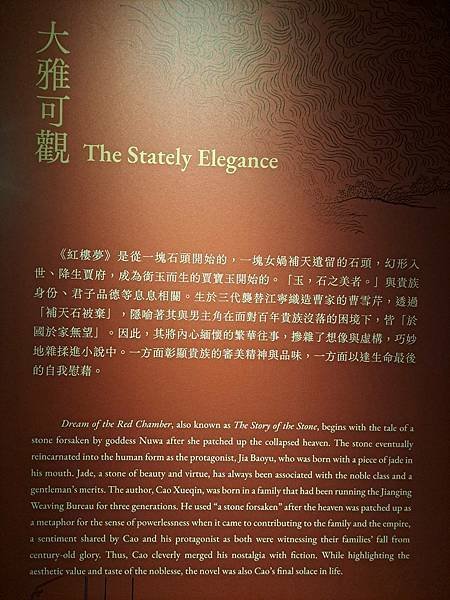 大雅可觀
The Stately Elegance
《紅樓夢》是從一塊石頭開始的，一塊女媧補天遺留的石頭，幻形入
世、降生賈府，成為銜玉而生的賈寶玉開始的。「玉，石之美者。」與貴族
身份、君子品德等息息相關。生於三代襲替江寧織造曹家的曹雪芹，透過
「補天石被棄」，隱喻著其與男主角在面對百年貴族沒落的困境下，皆「於
國於家無望」。因此，其將內心緬懷的繁華往事，摻雜了想像與虛構，巧妙
地雜揉進小說中。一方面彰顯貴族的審美精神與品味，一方面以達生命最後
的自我慰藉。
Dream of the Red Chamber, also known as The Story of the Stone, begins with the tale of a
stone forsaken by goddess Nuwa after she patched up the collapsed heaven. The stone eventually
reincarnated into the human form as the protagonist, Jia Baoyu, who was born with a piece of jade in
his mouth. Jade, a stone of beauty and virtue, has always been associated with the noble class and a
gentleman's merits. The author, Cao Xueqin, was born in a family that had been running the Jianging
Weaving Bureau for three generations. He used “a stone forsaken” after the heaven was patched up as
a metaphor for the sense of powerlessness when it came to contributing to the family and the empire,
a sentiment shared by Cao and his protagonist as both were witnessing their families' fall from
century-old glory. Thus, Cao cleverly merged his nostalgia with fiction. While highlighting the
aesthetic value and taste of the noblesse, the novel was also Cao's final solace in life.